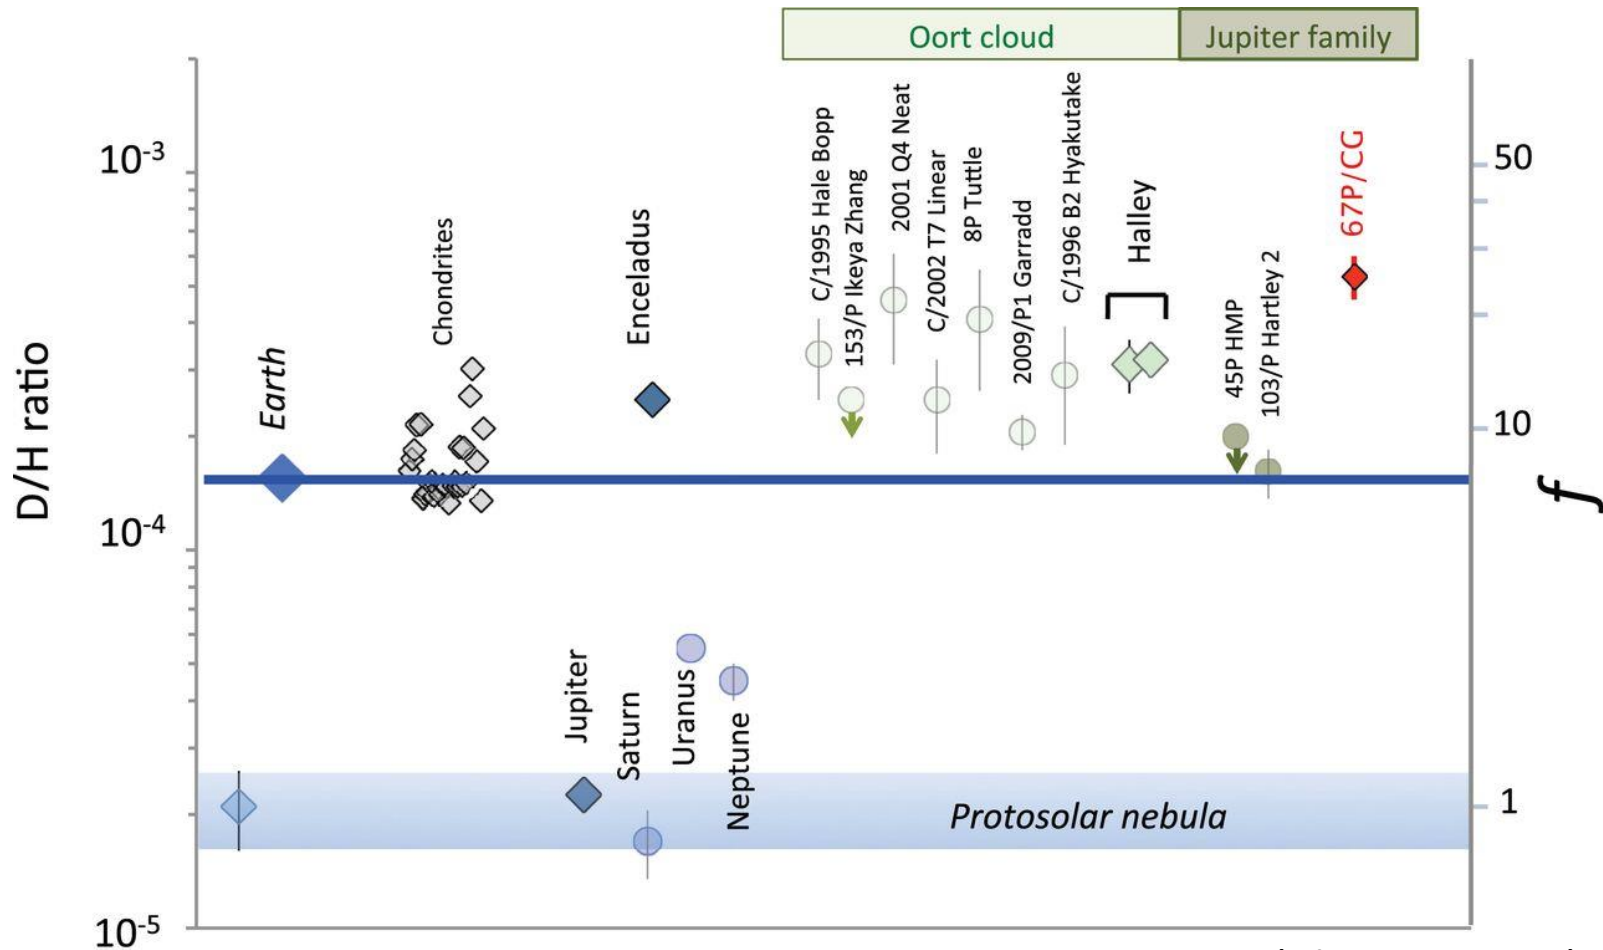 Oort cloud
Jupiter family
D/H ratio
10-3
10-4
10-5
Earth
Chondrites
Enceladus
Jupiter
Saturn
Uranus
Neptune
C/1995 Hale Bopp
153/P Ikeya Zhang
2001 Q4 Neat
C/2002 T7 Linear
8P Tuttle
2009/P1 Garradd
C/1996 B2 Hyakutake
Halley
45P HMP
103/P Hartley 2
67P/CG
Protosolar nebula
50
10
1
f